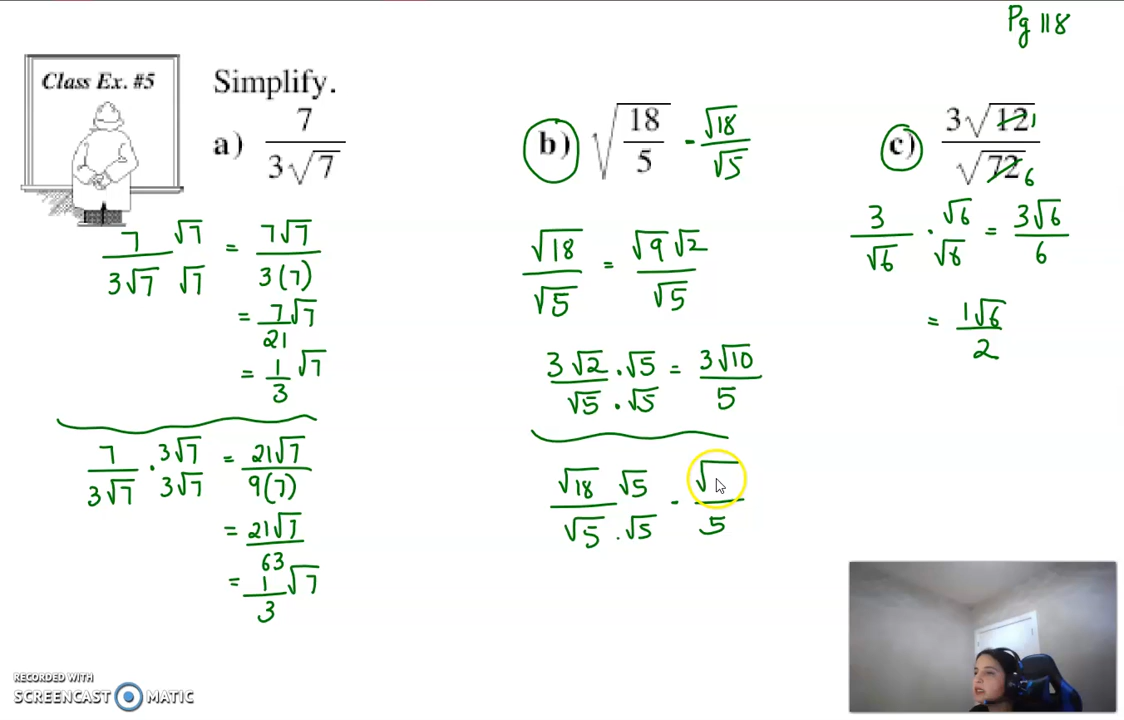 Pg 118
Class Ex. #5
Simplify.
a) 7 / 3√7
7 / 3√7 √7 / √7 = 7√7 / 3(7)
= 7√7 / 21
= 1/3 √7
7 / 3√7 · 3√7 / 3√7 = 21√7 / 9(7)
= 21√7 / 63
= 1/3 √7
b) √(18/5) - √18 / √5
√18 / √5 = √9 √2 / √5
3√2 / √5 · √5 / √5 = 3√10 / 5
√18 / √5 · √5 / √5 - √ / 5
c) 3√12 1 / √72 6
3 / √6 · √6 / √6 = 3√6 / 6
= 1√6 / 2
RECORDED WITH
SCREENCAST MATIC